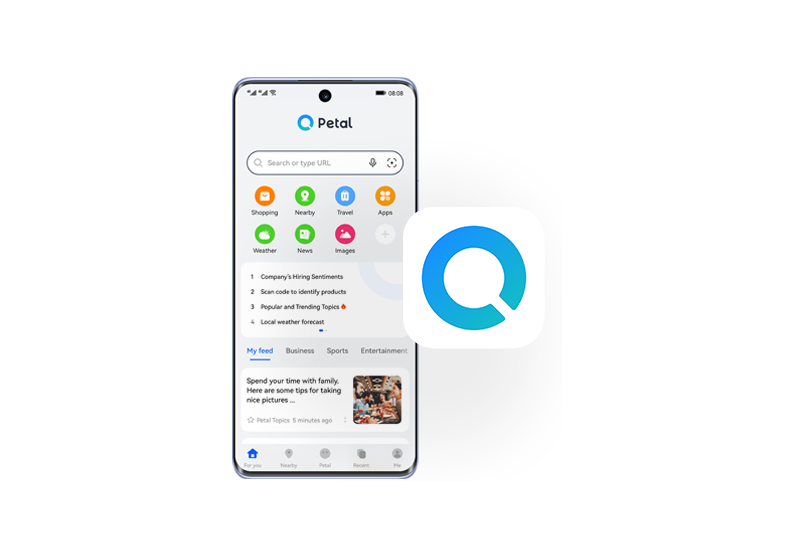 08:08
Petal
Search or type URL
Shopping
Nearby
Travel
Apps
Weather
News
Images
1 Company's Hiring Sentiments
2 Scan code to identify products
3 Popular and Trending Topics
4 Local weather forecast
My feed Business Sports Entertainment
Spend your time with family.
Here are some tips for taking
nice pictures ...
Petal Topics 5 minutes ago
For you
Nearby
Petal
Recent
Me